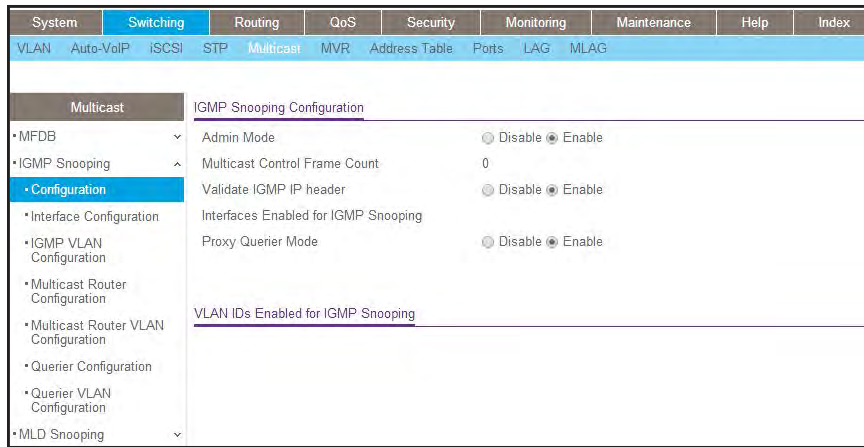 System Switching Routing QoS Security Monitoring Maintenance Help Index
VLAN Auto-VoIP iSCSI STP Multicast MVR Address Table Ports LAG MLAG
Multicast
MFDB
IGMP Snooping
Configuration
Interface Configuration
IGMP VLAN
Configuration
Multicast Router
Configuration
Multicast Router VLAN
Configuration
Querier Configuration
Querier VLAN
Configuration
MLD Snooping
IGMP Snooping Configuration
Admin Mode Disable Enable
Multicast Control Frame Count 0
Validate IGMP IP header Disable Enable
Interfaces Enabled for IGMP Snooping
Proxy Querier Mode Disable Enable
VLAN IDs Enabled for IGMP Snooping